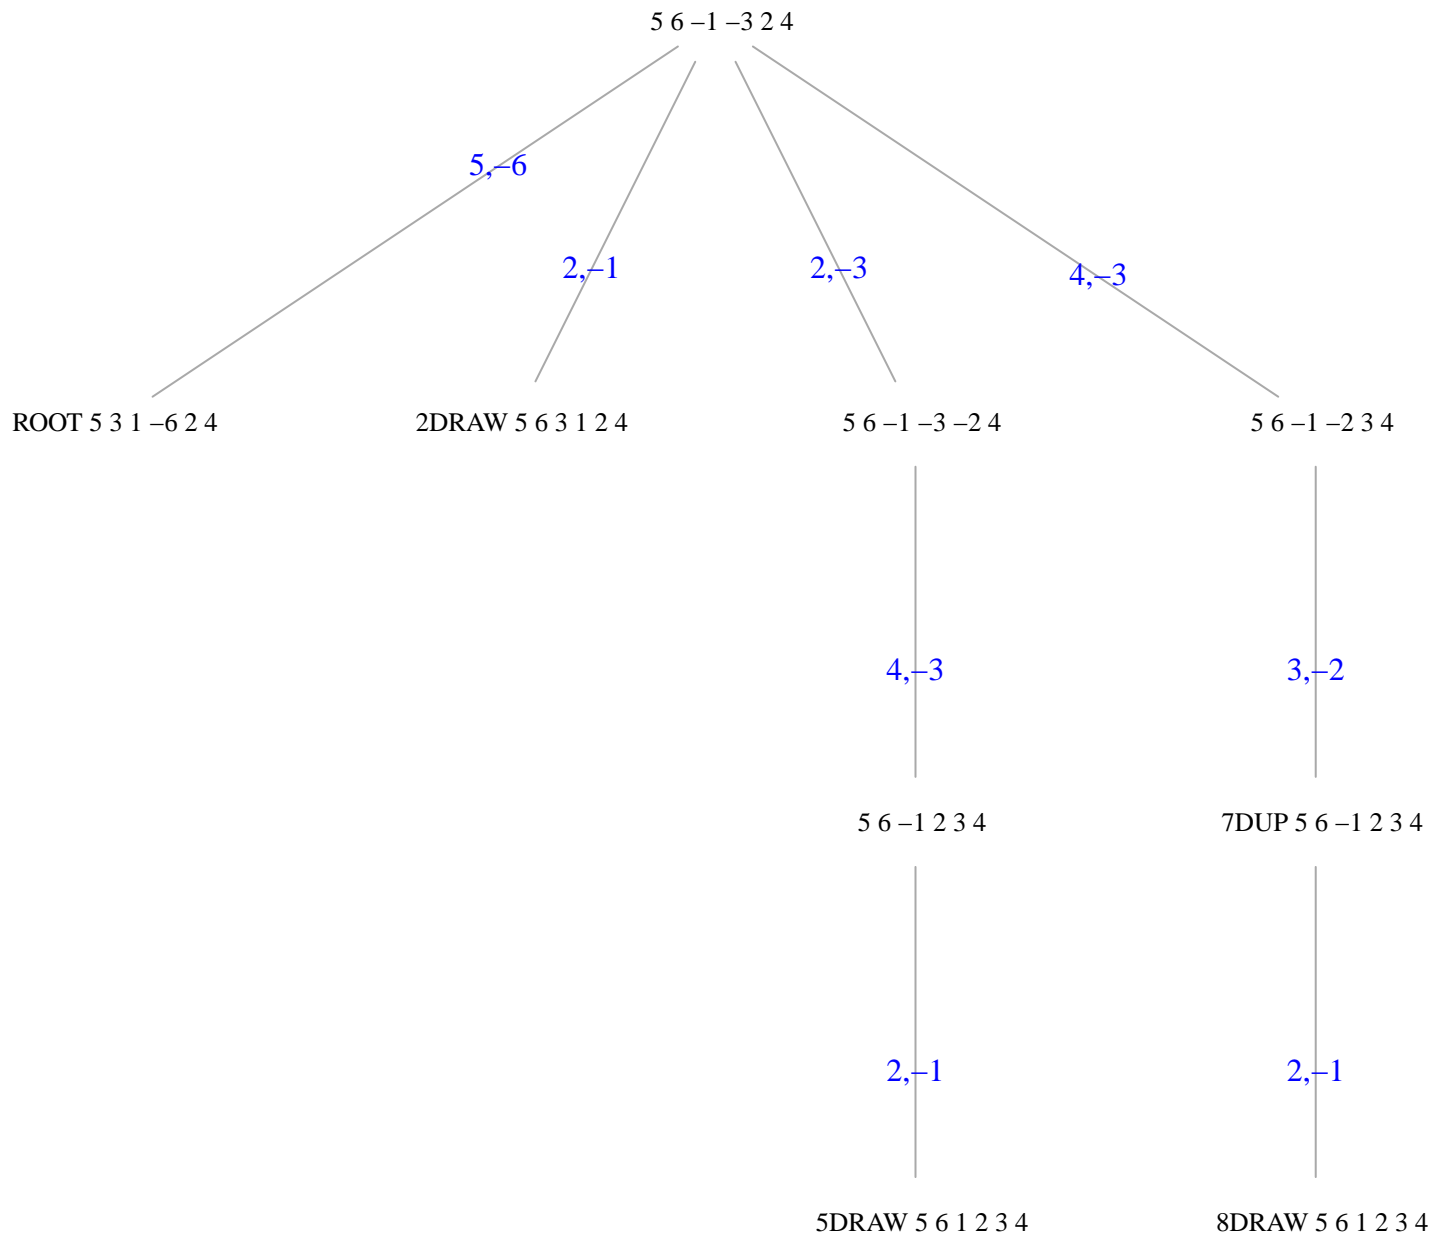 5 6 –1 –3 2 4
5,–6
2,–1
2,–3
4,–3
ROOT 5 3 1 –6 2 4
2DRAW 5 6 3 1 2 4
5 6 –1 –3 –2 4
5 6 –1 –2 3 4
4,–3
3,–2
5 6 –1 2 3 4
7DUP 5 6 –1 2 3 4
2,–1
2,–1
5DRAW 5 6 1 2 3 4
8DRAW 5 6 1 2 3 4